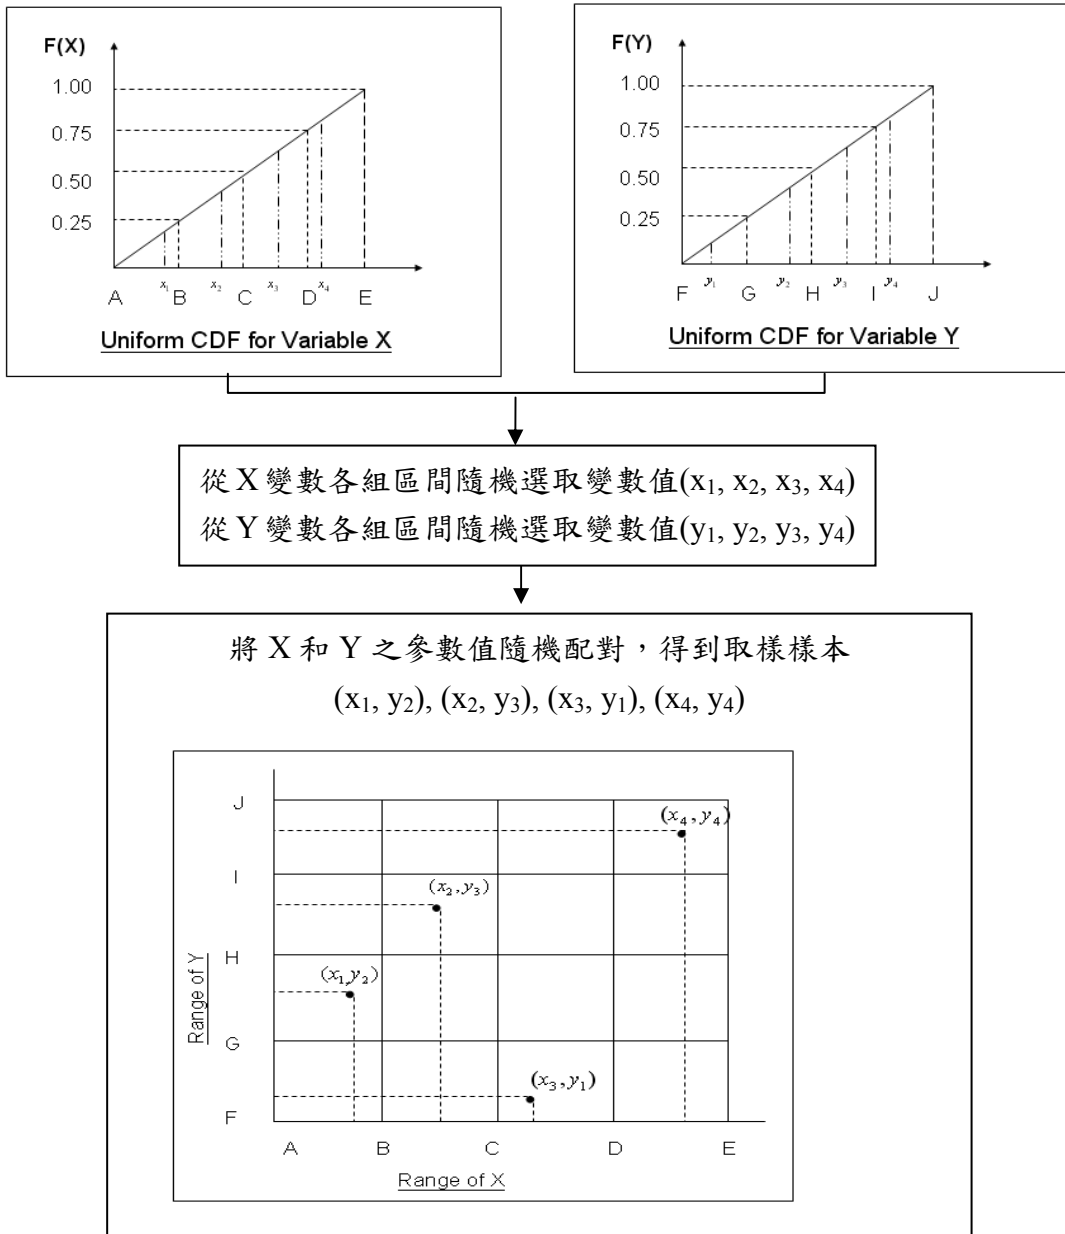 F(X)
1.00
0.75
0.50
0.25
A x₁ B x₂ C x₃ D x₄ E
Uniform CDF for Variable X
F(Y)
1.00
0.75
0.50
0.25
F y₁ G y₂ H y₃ I y₄ J
Uniform CDF for Variable Y
從 X 變數各組區間隨機選取變數值(x₁, x₂, x₃, x₄)
從 Y 變數各組區間隨機選取變數值(y₁, y₂, y₃, y₄)
將 X 和 Y 之參數值隨機配對，得到取樣樣本
(x₁, y₂), (x₂, y₃), (x₃, y₁), (x₄, y₄)
J
(x₄, y₄)
I
(x₂, y₃)
H
(x₁, y₂)
Range of Y
G
(x₃, y₁)
F
A B C D E
Range of X